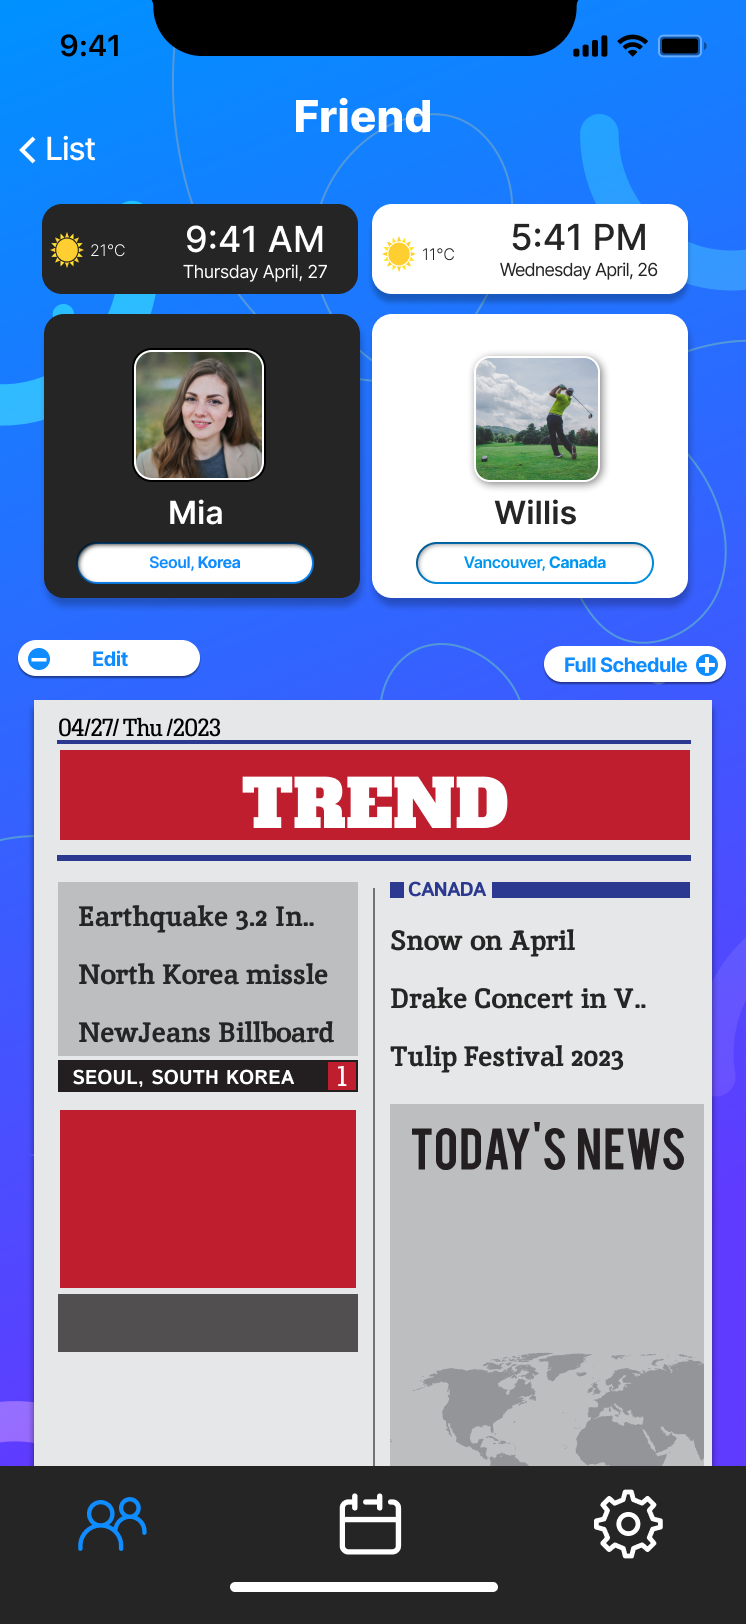 9:41
Friend
List
21°C
9:41 AM
Thursday April, 27
11°C
5:41 PM
Wednesday April, 26
Mia
Seoul, Korea
Willis
Vancouver, Canada
Edit
Full Schedule
04/27/ Thu /2023
TREND
Earthquake 3.2 In..
North Korea missle
NewJeans Billboard
SEOUL, SOUTH KOREA 1
CANADA
Snow on April
Drake Concert in V..
Tulip Festival 2023
TODAY'S NEWS